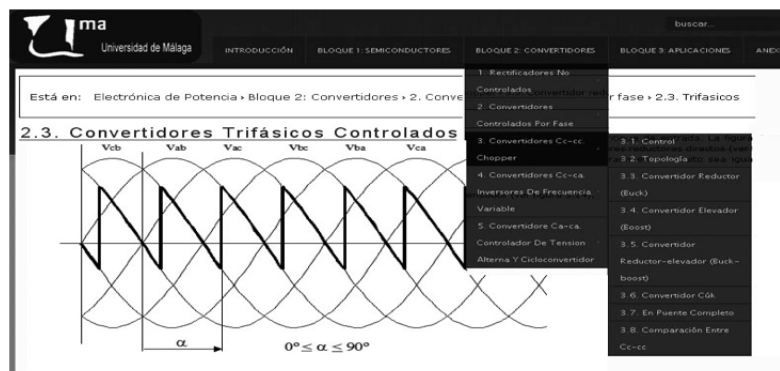 ma
Universidad de Málaga
buscar...
INTRODUCCIÓN
BLOQUE 1: SEMICONDUCTORES
BLOQUE 2: CONVERTIDORES
BLOQUE 3: APLICACIONES
ANEX
Está en: Electrónica de Potencia › Bloque 2: Convertidores › 2. Conve
r fase › 2.3. Trifasicos
2.3. Convertidores Trifásicos Controlados
1. Rectificadores No
Controlados
2. Convertidores
Controlados Por Fase
3. Convertidores Cc-cc.
Chopper
4. Convertidores Cc-ca.
Inversores De Frecuencia
Variable
5. Convertidore Ca-ca.
Controlador De Tension
Alterna Y Cicloconvertidor
3.1. Control
3.2. Topología
3.3. Convertidor Reductor
(Buck)
3.4. Convertidor Elevador
(Boost)
3.5. Convertidor
Reductor-elevador (Buck-
boost)
3.6. Convertidor Cûk
3.7. En Puente Completo
3.8. Comparación Entre
Cc-cc
Vcb Vab Vac Vbc Vba Vca
α
0° ≤ α ≤ 90°